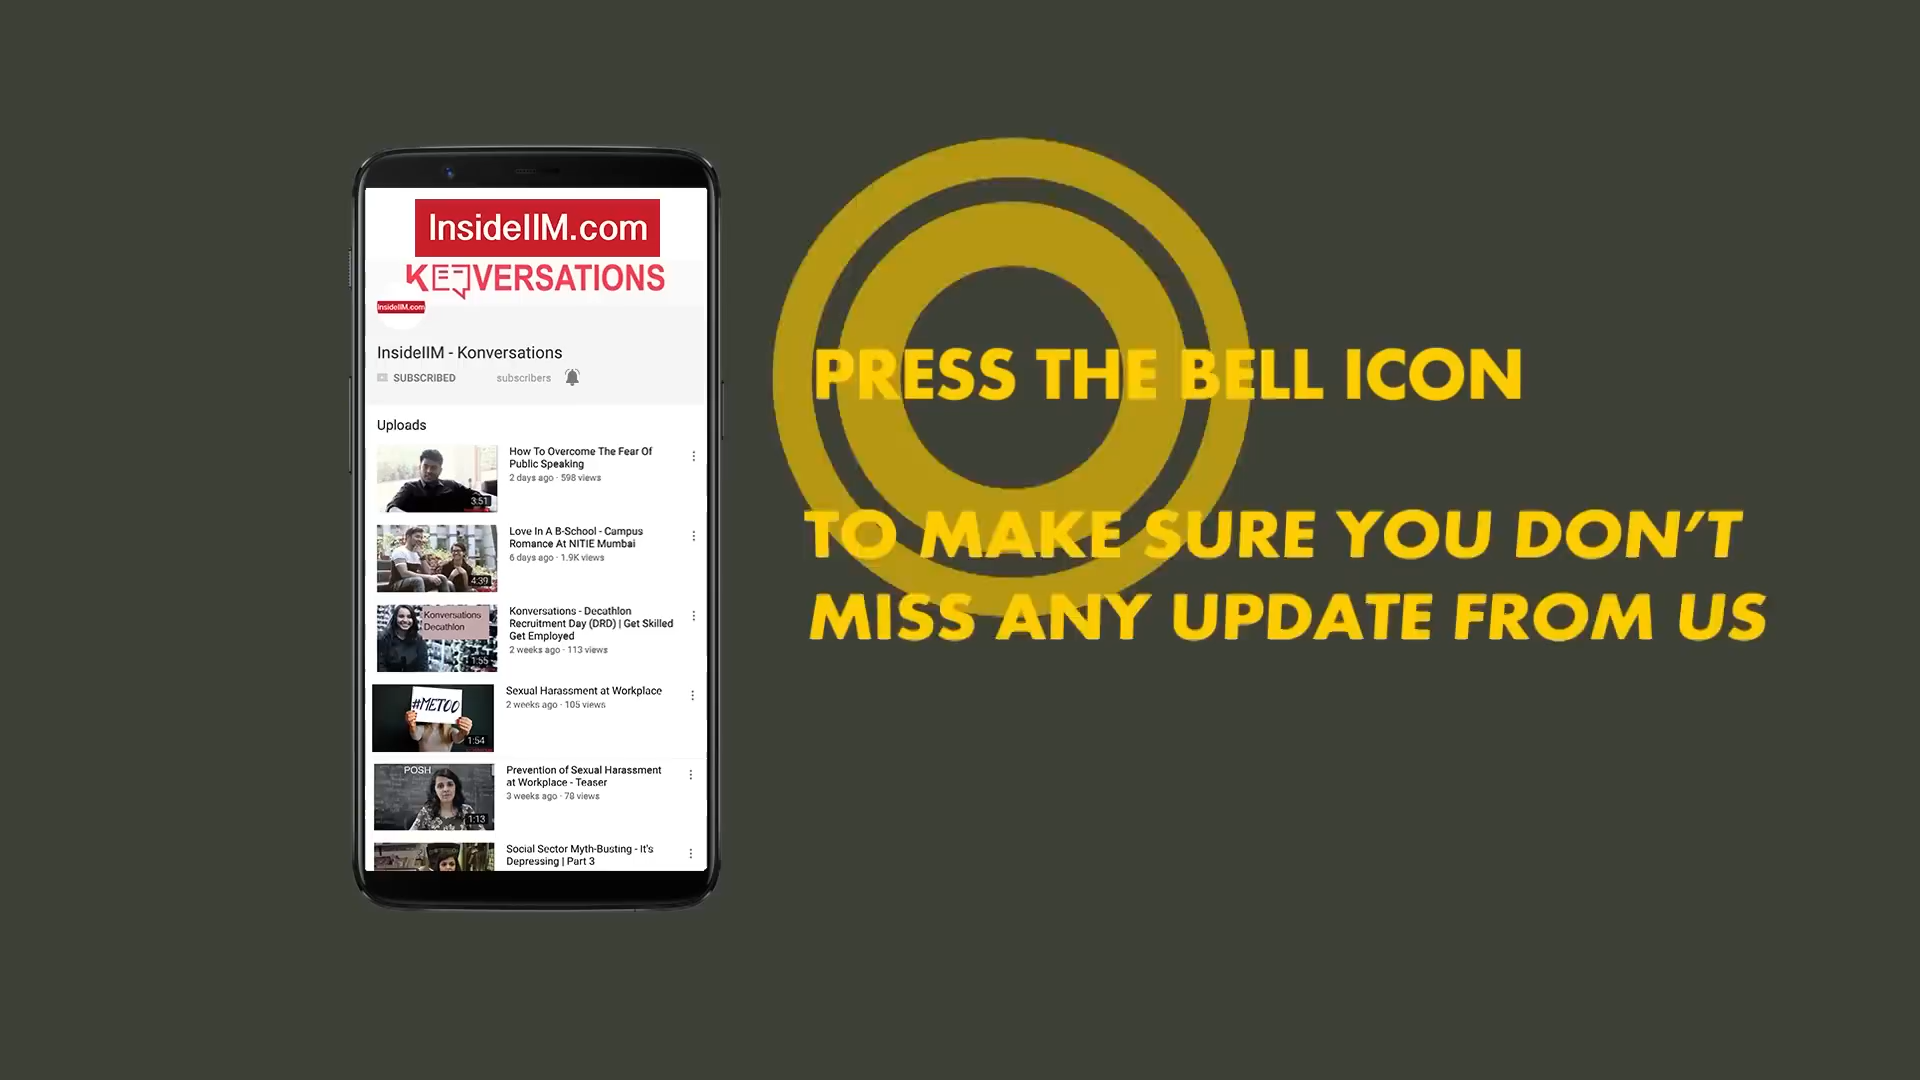 InsideIIM.com
KONVERSATIONS
InsideIIM.com
InsideIIM - Konversations
SUBSCRIBED subscribers
Uploads
How To Overcome The Fear Of
Public Speaking
2 days ago · 598 views
3:51
Love In A B-School - Campus
Romance At NITIE Mumbai
6 days ago · 1.9K views
4:39
Konversations - Decathlon
Recruitment Day (DRD) | Get Skilled
Get Employed
2 weeks ago · 113 views
Konversations
Decathlon
1:55
Sexual Harassment at Workplace
2 weeks ago · 105 views
#METOO
1:54
Prevention of Sexual Harassment
at Workplace - Teaser
3 weeks ago · 78 views
POSH
1:13
Social Sector Myth-Busting - It's
Depressing | Part 3
PRESS THE BELL ICON
TO MAKE SURE YOU DON'T
MISS ANY UPDATE FROM US